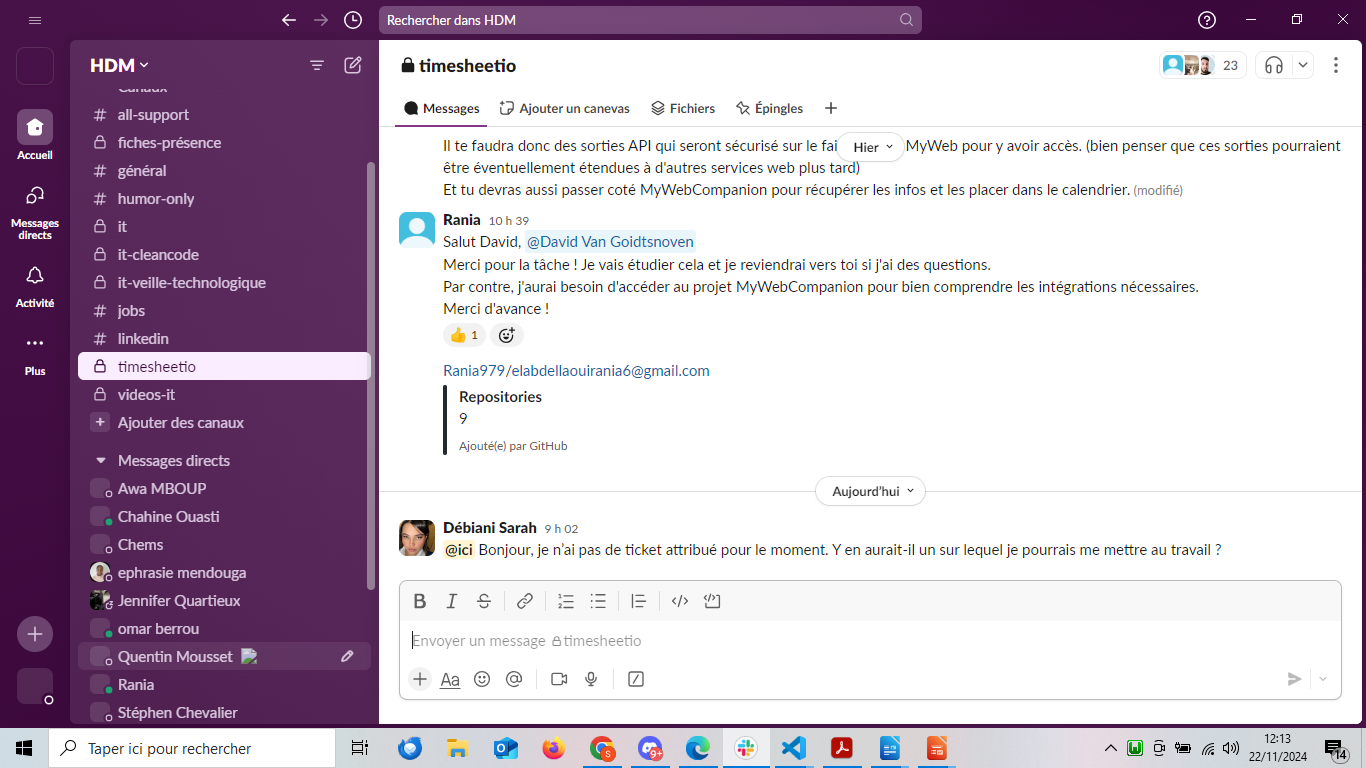 Rechercher dans HDM
HDM
Accueil
Messages directs
Activité
Plus
Canaux
# all-support
fiches-présence
# général
# humor-only
it
it-cleancode
it-veille-technologique
# jobs
# linkedin
timesheetio
videos-it
+ Ajouter des canaux
Messages directs
Awa MBOUP
Chahine Ouasti
Chems
ephrasie mendouga
Jennifer Quartieux
omar berrou
Quentin Mousset
Rania
Stéphen Chevalier
timesheetio
23
Messages
Ajouter un canevas
Fichiers
Épingles
Il te faudra donc des sorties API qui seront sécurisé sur le fai
Hier
MyWeb pour y avoir accès. (bien penser que ces sorties pourraient
être éventuellement étendues à d'autres services web plus tard)
Et tu devras aussi passer coté MyWebCompanion pour récupérer les infos et les placer dans le calendrier. (modifié)
Rania 10 h 39
Salut David, @David Van Goidtsnoven
Merci pour la tâche ! Je vais étudier cela et je reviendrai vers toi si j'ai des questions.
Par contre, j'aurai besoin d'accéder au projet MyWebCompanion pour bien comprendre les intégrations nécessaires.
Merci d'avance !
1
Rania979/elabdellaouirania6@gmail.com
Repositories
9
Ajouté(e) par GitHub
Aujourd'hui
Débiani Sarah 9 h 02
@ici Bonjour, je n'ai pas de ticket attribué pour le moment. Y en aurait-il un sur lequel je pourrais me mettre au travail ?
B I S
Envoyer un message timesheetio
Aa
Taper ici pour rechercher
S
9+
W
12:13
22/11/2024
14